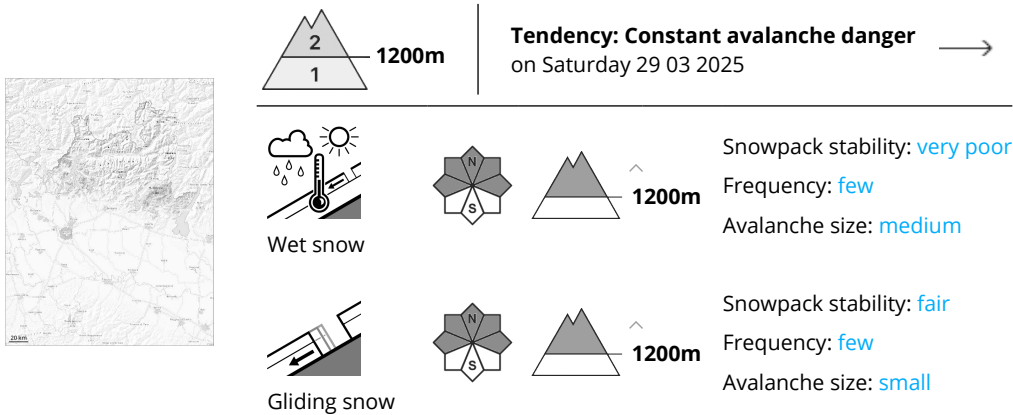 2
1
1200m
Tendency: Constant avalanche danger
on Saturday 29 03 2025
20 km
N
S
1200m
Snowpack stability: very poor
Frequency: few
Avalanche size: medium
Wet snow
N
S
1200m
Snowpack stability: fair
Frequency: few
Avalanche size: small
Gliding snow